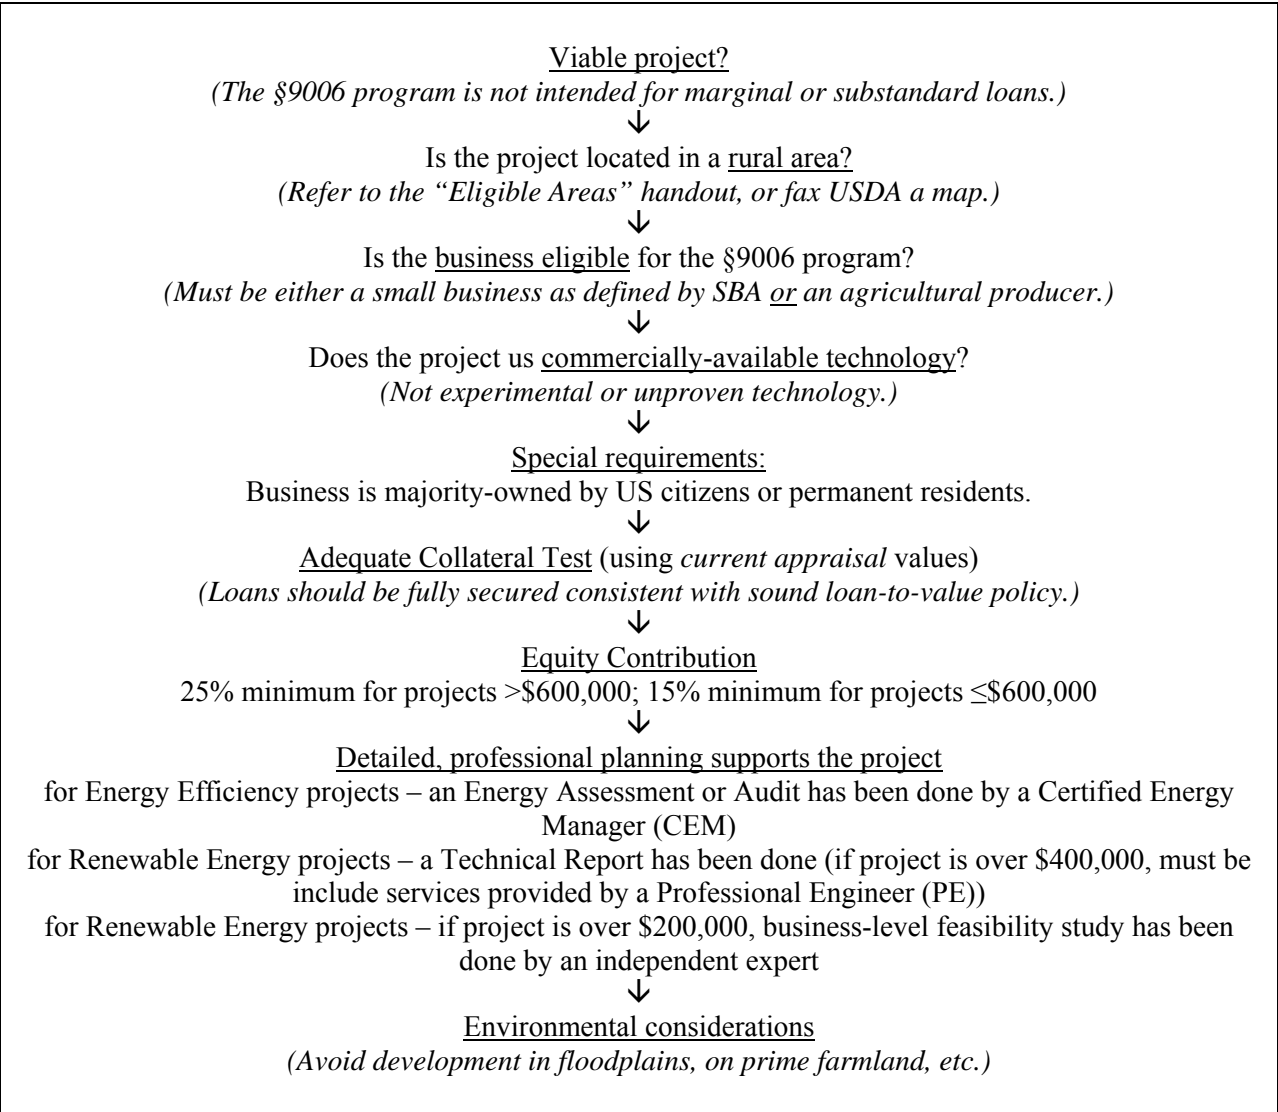 Viable project?
(The §9006 program is not intended for marginal or substandard loans.)
↓
Is the project located in a rural area?
(Refer to the “Eligible Areas” handout, or fax USDA a map.)
↓
Is the business eligible for the §9006 program?
(Must be either a small business as defined by SBA or an agricultural producer.)
↓
Does the project us commercially-available technology?
(Not experimental or unproven technology.)
↓
Special requirements:
Business is majority-owned by US citizens or permanent residents.
↓
Adequate Collateral Test (using current appraisal values)
(Loans should be fully secured consistent with sound loan-to-value policy.)
↓
Equity Contribution
25% minimum for projects >$600,000; 15% minimum for projects ≤$600,000
↓
Detailed, professional planning supports the project
for Energy Efficiency projects – an Energy Assessment or Audit has been done by a Certified Energy
Manager (CEM)
for Renewable Energy projects – a Technical Report has been done (if project is over $400,000, must be
include services provided by a Professional Engineer (PE))
for Renewable Energy projects – if project is over $200,000, business-level feasibility study has been
done by an independent expert
↓
Environmental considerations
(Avoid development in floodplains, on prime farmland, etc.)